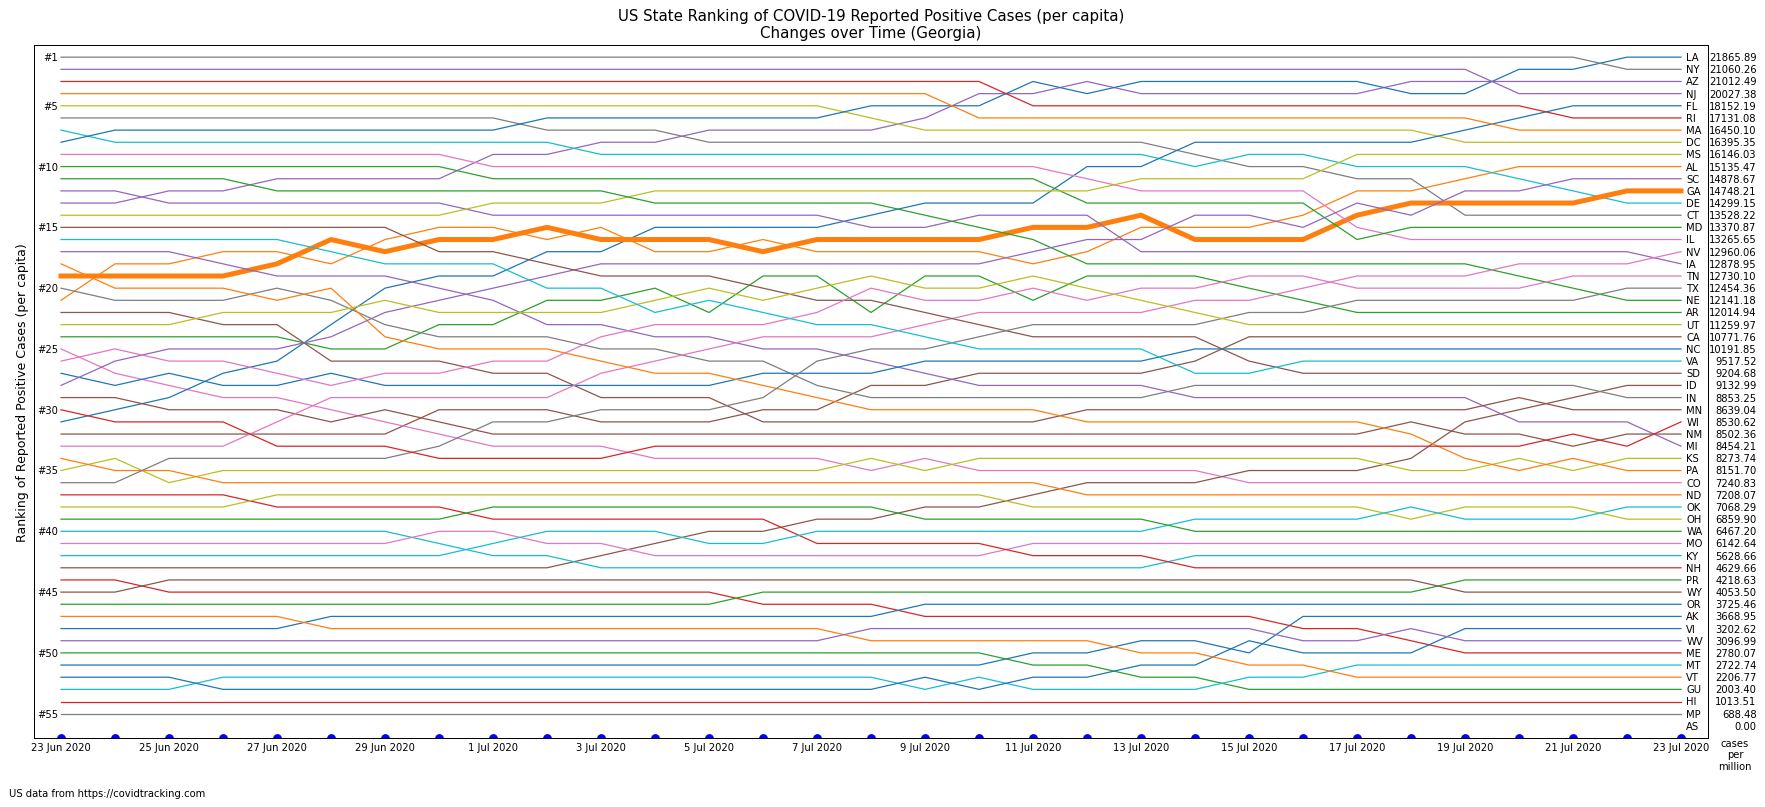 US State Ranking of COVID-19 Reported Positive Cases (per capita)
Changes over Time (Georgia)
Ranking of Reported Positive Cases (per capita)
#1
#5
#10
#15
#20
#25
#30
#35
#40
#45
#50
#55
LA 21865.89
NY 21060.26
AZ 21012.49
NJ 20027.38
FL 18152.19
RI 17131.08
MA 16450.10
DC 16395.35
MS 16146.03
AL 15135.47
SC 14878.67
GA 14748.21
DE 14299.15
CT 13528.22
MD 13370.87
IL 13265.65
NV 12960.06
IA 12878.95
TN 12730.10
TX 12454.36
NE 12141.18
AR 12014.94
UT 11259.97
CA 10771.76
NC 10191.85
VA 9517.52
SD 9204.68
ID 9132.99
IN 8853.25
MN 8639.04
WI 8530.62
NM 8502.36
MI 8454.21
KS 8273.74
PA 8151.70
CO 7240.83
ND 7208.07
OK 7068.29
OH 6859.90
WA 6467.20
MO 6142.64
KY 5628.66
NH 4629.66
PR 4218.63
WY 4053.50
OR 3725.46
AK 3668.95
VI 3202.62
WV 3096.99
ME 2780.07
MT 2722.74
VT 2206.77
GU 2003.40
HI 1013.51
MP 688.48
AS 0.00
23 Jun 2020 25 Jun 2020 27 Jun 2020 29 Jun 2020 1 Jul 2020 3 Jul 2020 5 Jul 2020 7 Jul 2020 9 Jul 2020 11 Jul 2020 13 Jul 2020 15 Jul 2020 17 Jul 2020 19 Jul 2020 21 Jul 2020 23 Jul 2020
cases
per
million
US data from https://covidtracking.com